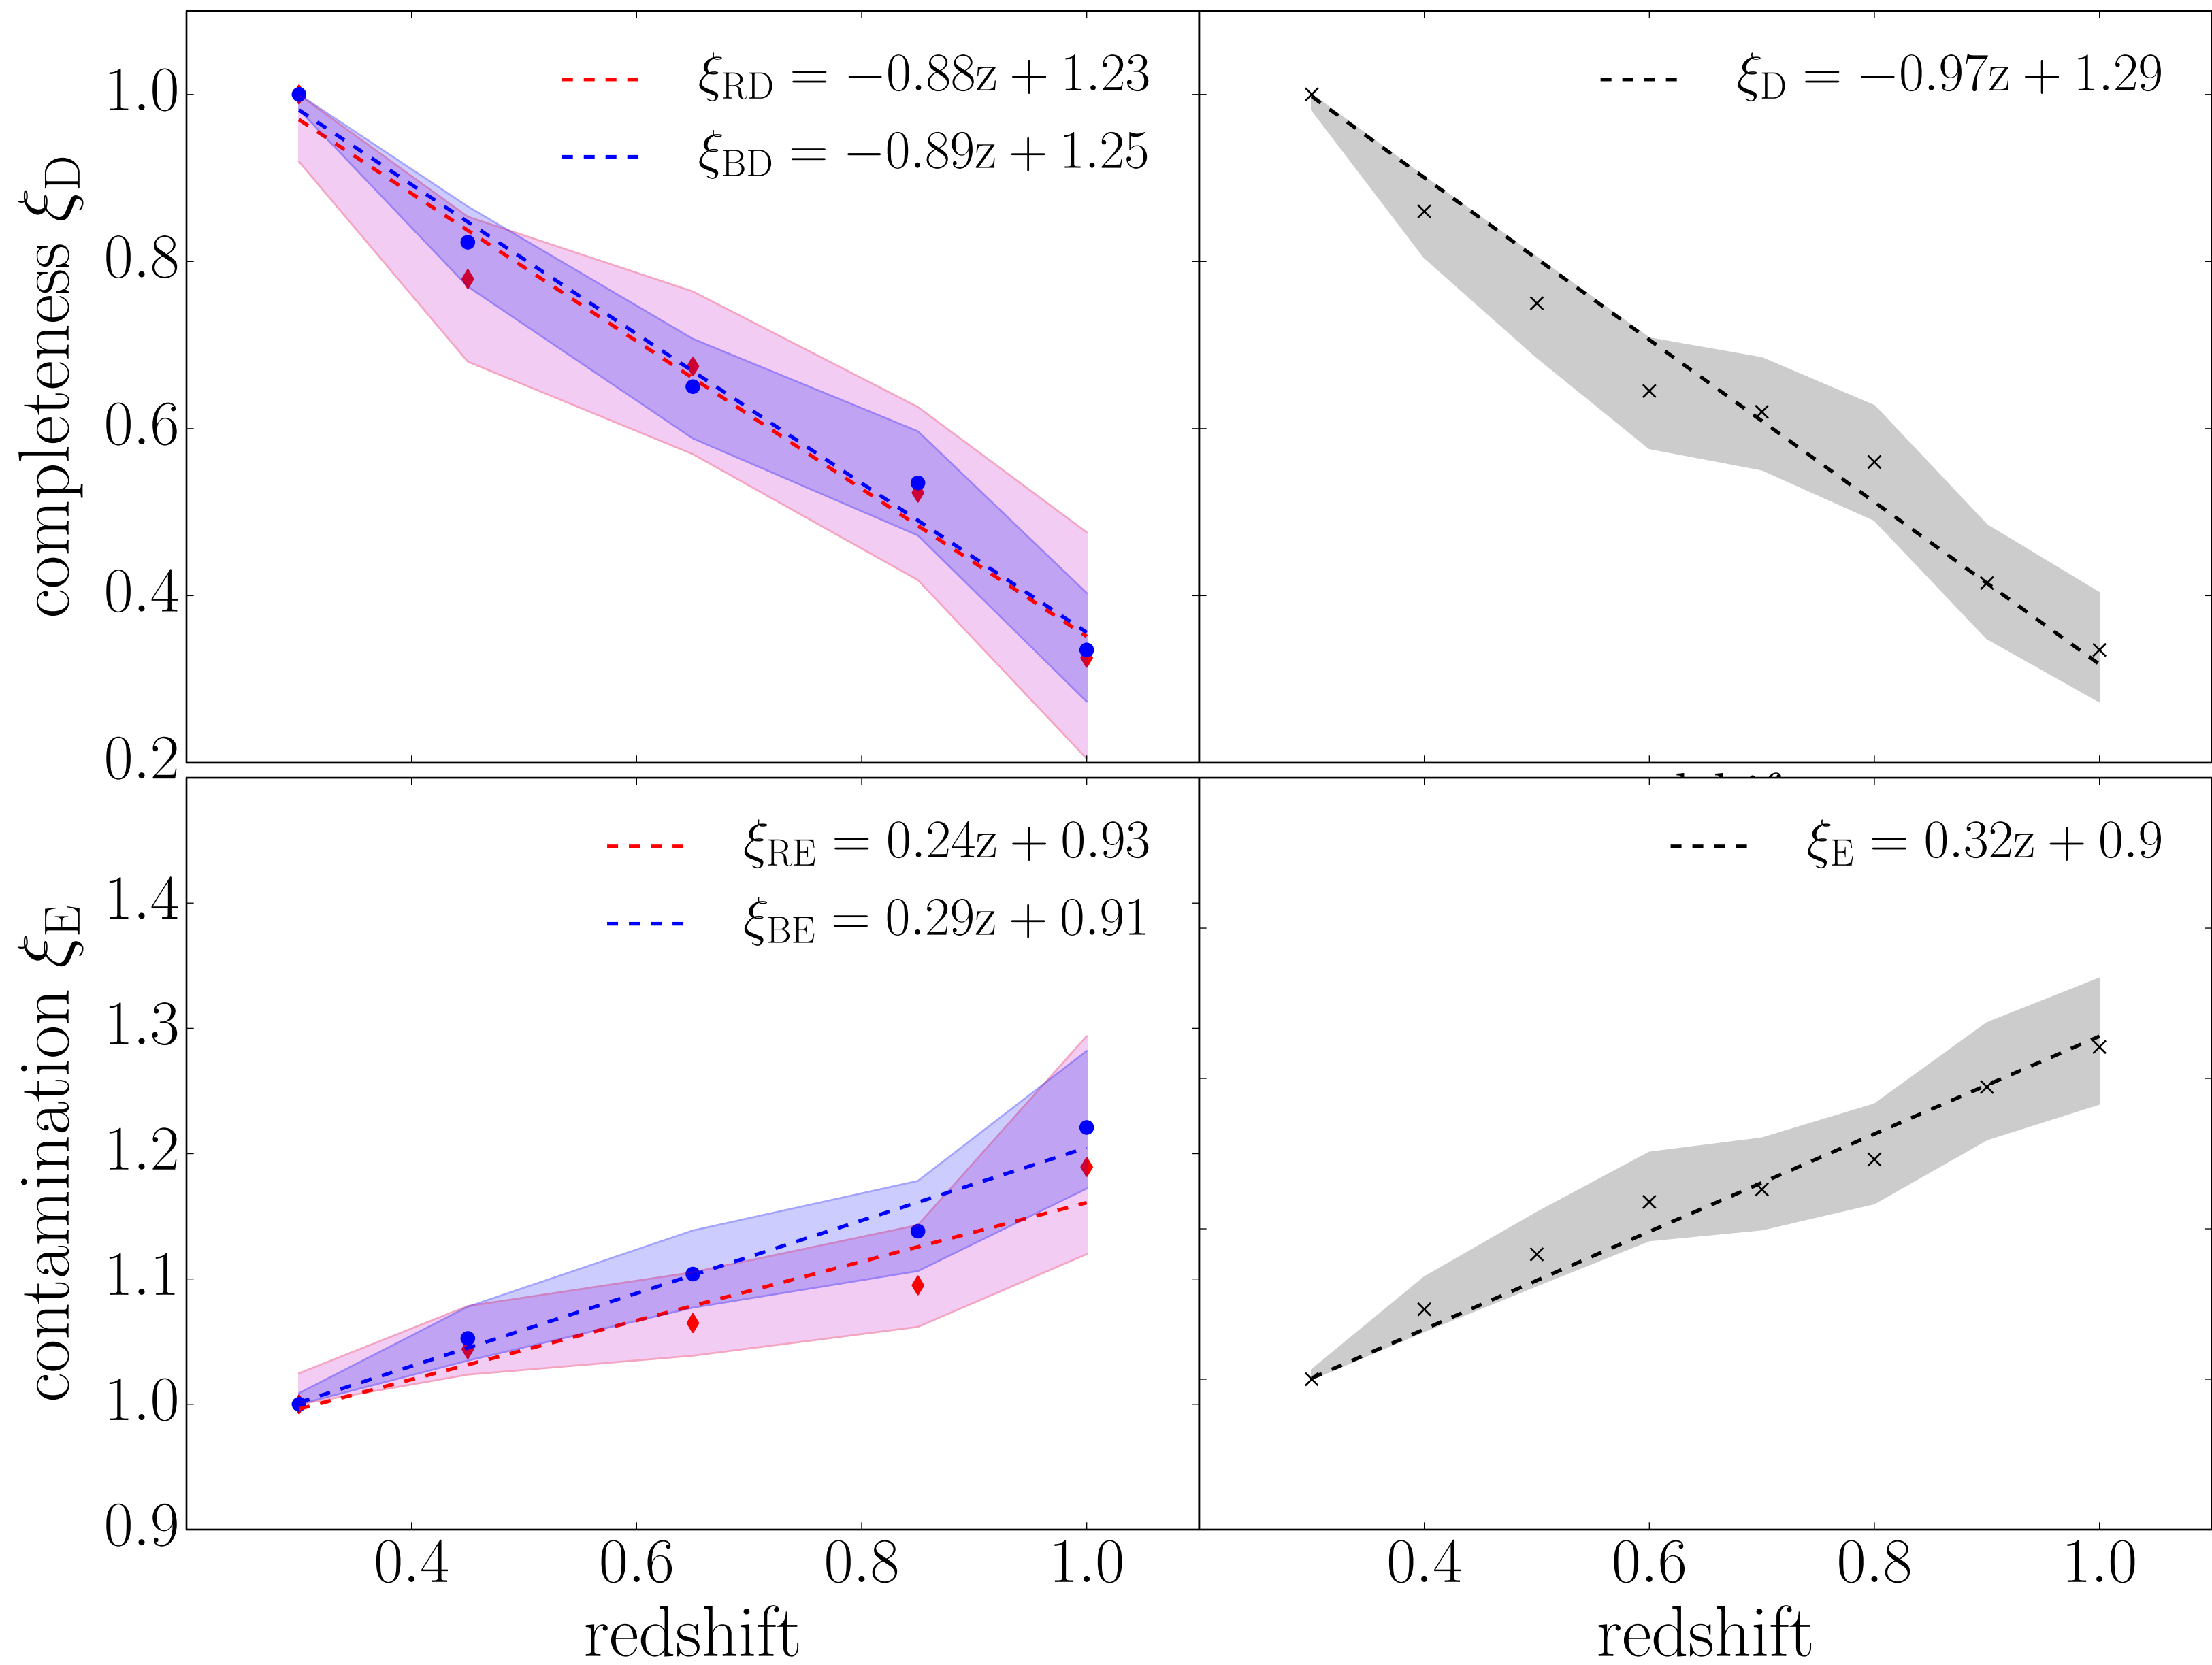 ξRD = −0.88z + 1.23
ξBD = −0.89z + 1.25
ξD = −0.97z + 1.29
completeness ξD
1.0
0.8
0.6
0.4
0.2
ξRE = 0.24z + 0.93
ξBE = 0.29z + 0.91
ξE = 0.32z + 0.9
contamination ξE
1.4
1.3
1.2
1.1
1.0
0.9
0.4 0.6 0.8 1.0
0.4 0.6 0.8 1.0
redshift
redshift